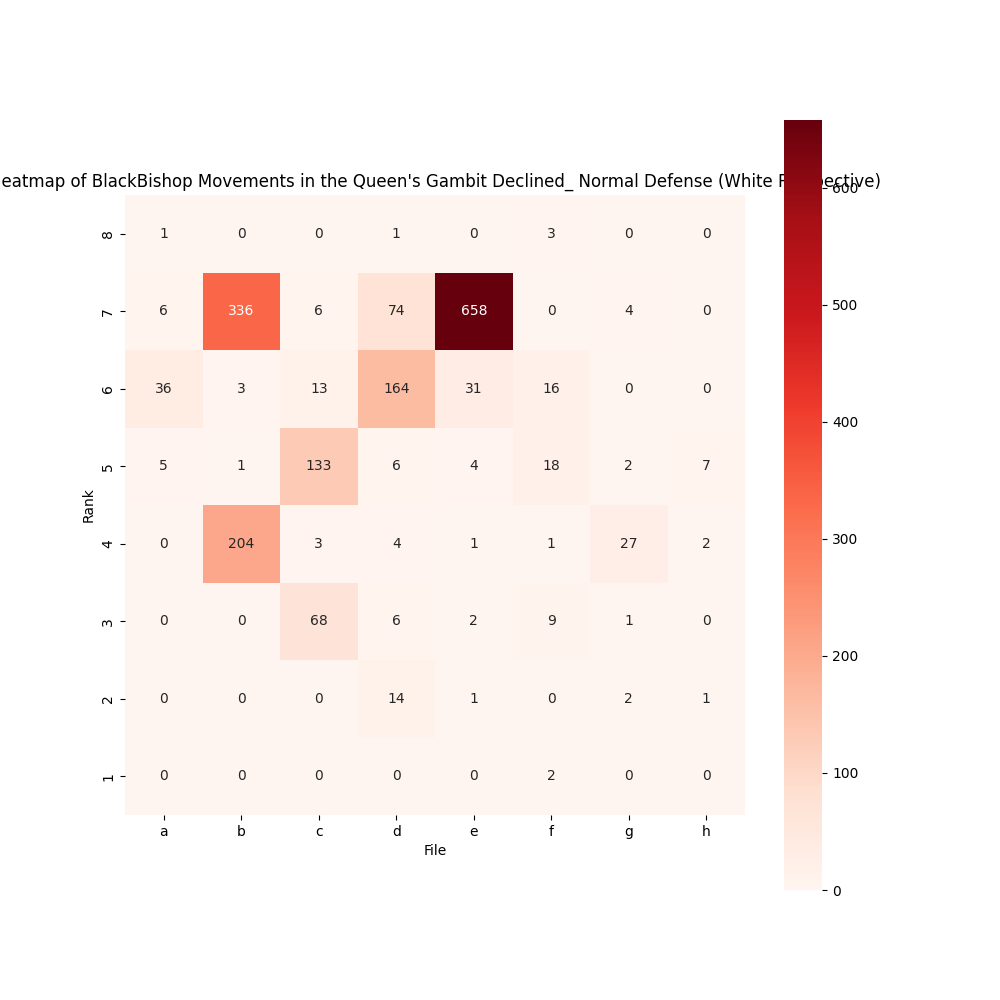 eatmap of BlackBishop Movements in the Queen's Gambit Declined_ Normal Defense (White P spective)
600
8 1 0 0 1 0 3 0 0
7 6 336 6 74 658 0 4 0
500
6 36 3 13 164 31 16 0 0
400
5 5 1 133 6 4 18 2 7
Rank
300
4 0 204 3 4 1 1 27 2
3 0 0 68 6 2 9 1 0
200
2 0 0 0 14 1 0 2 1
100
1 0 0 0 0 0 2 0 0
a b c d e f g h
File
0